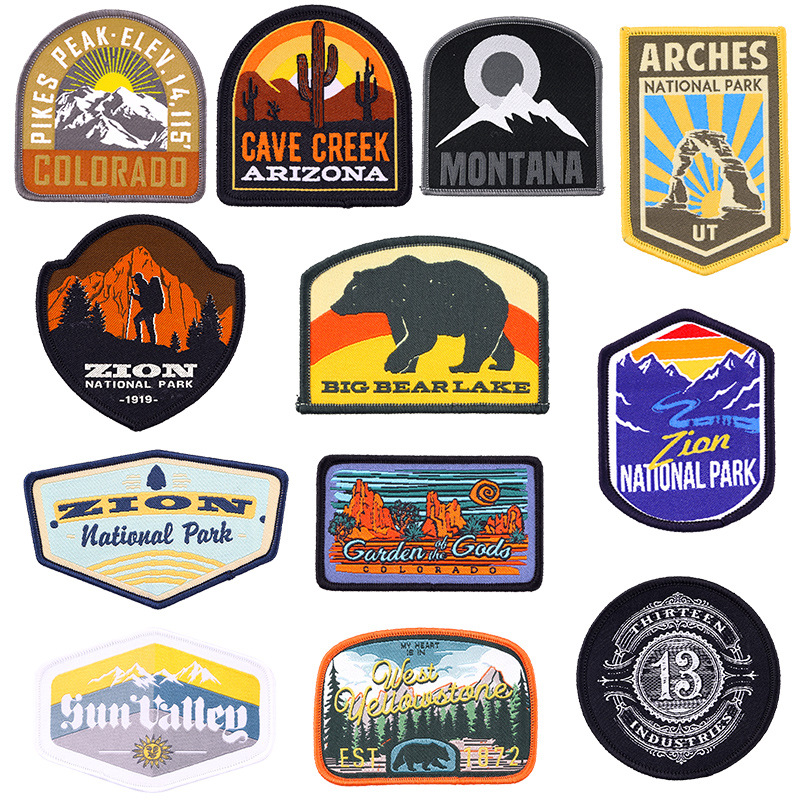 PIKES PEAK·ELEV. 14,115'
COLORADO
CAVE CREEK
ARIZONA
MONTANA
ARCHES
NATIONAL PARK
UT
ZION
NATIONAL PARK
-1919-
BIG BEAR LAKE
Zion
NATIONAL PARK
ZION
National Park
Garden of the Gods
COLORADO
Sun Valley
MY HEART
IS IN
West
Yellowstone
EST 1972
THIRTEEN
13
INDUSTRIES